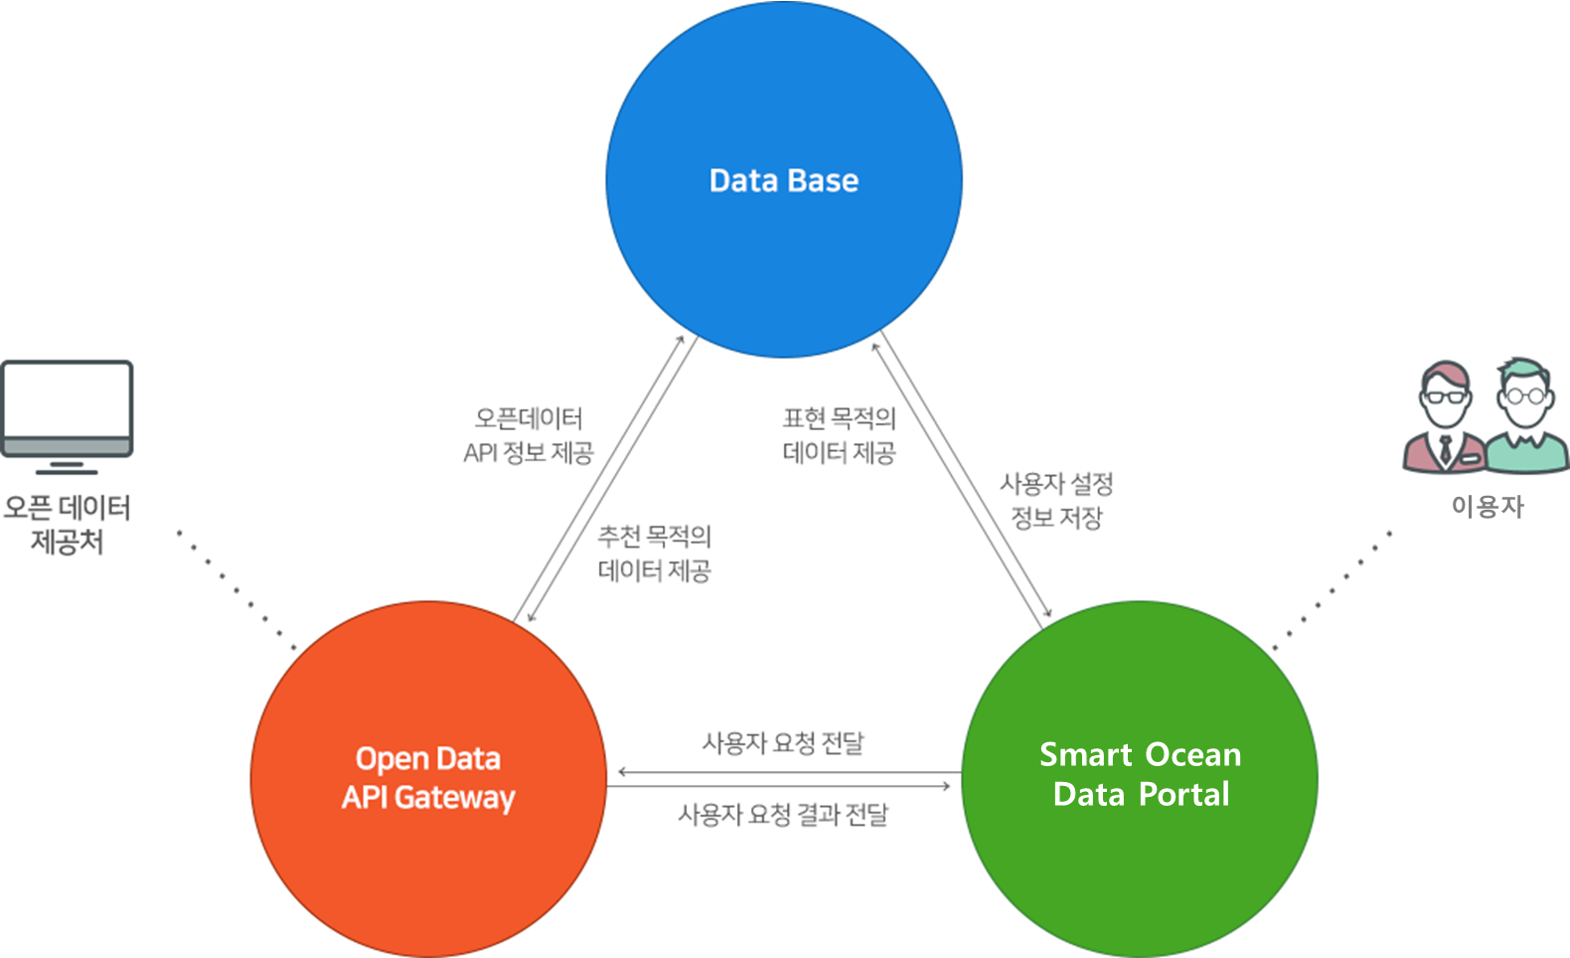 Data Base
오픈데이터
API 정보 제공
표현 목적의
데이터 제공
사용자 설정
정보 저장
오픈 데이터
제공처
이용자
추천 목적의
데이터 제공
Open Data
API Gateway
사용자 요청 전달
사용자 요청 결과 전달
Smart Ocean
Data Portal